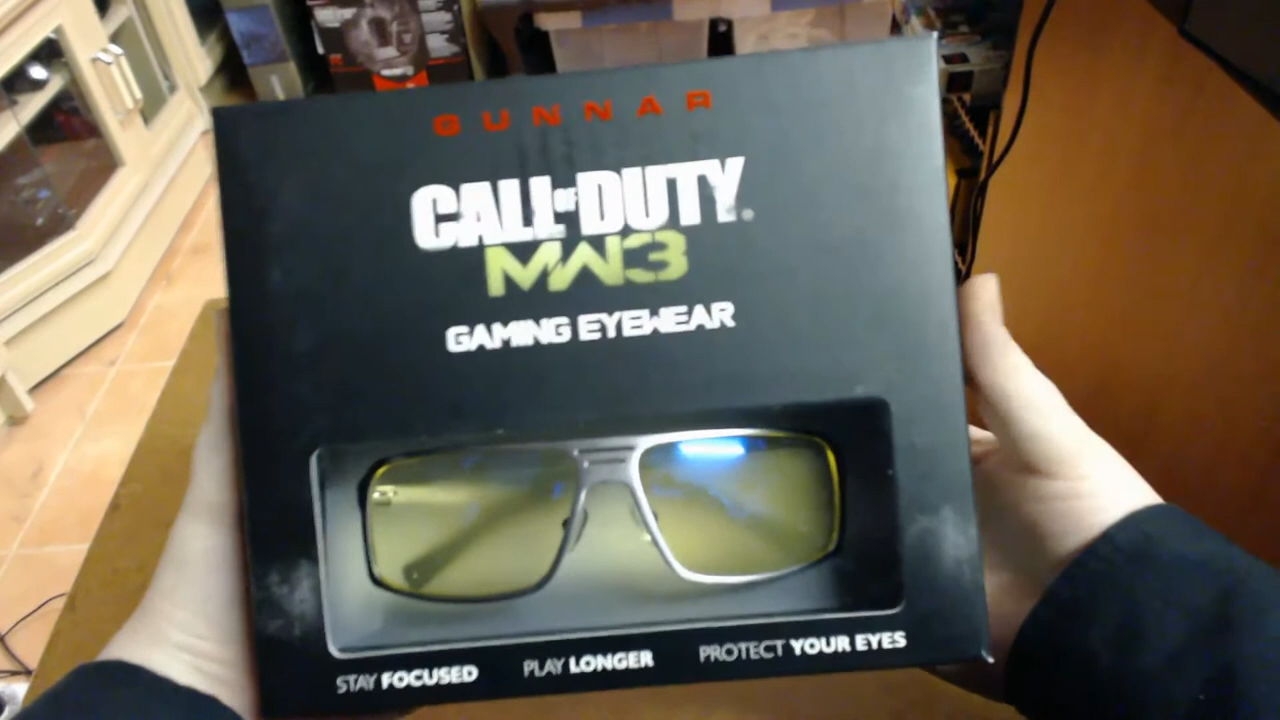 GUNNAR
CALL OF DUTY
MW3
GAMING EYEWEAR
STAY FOCUSED PLAY LONGER PROTECT YOUR EYES